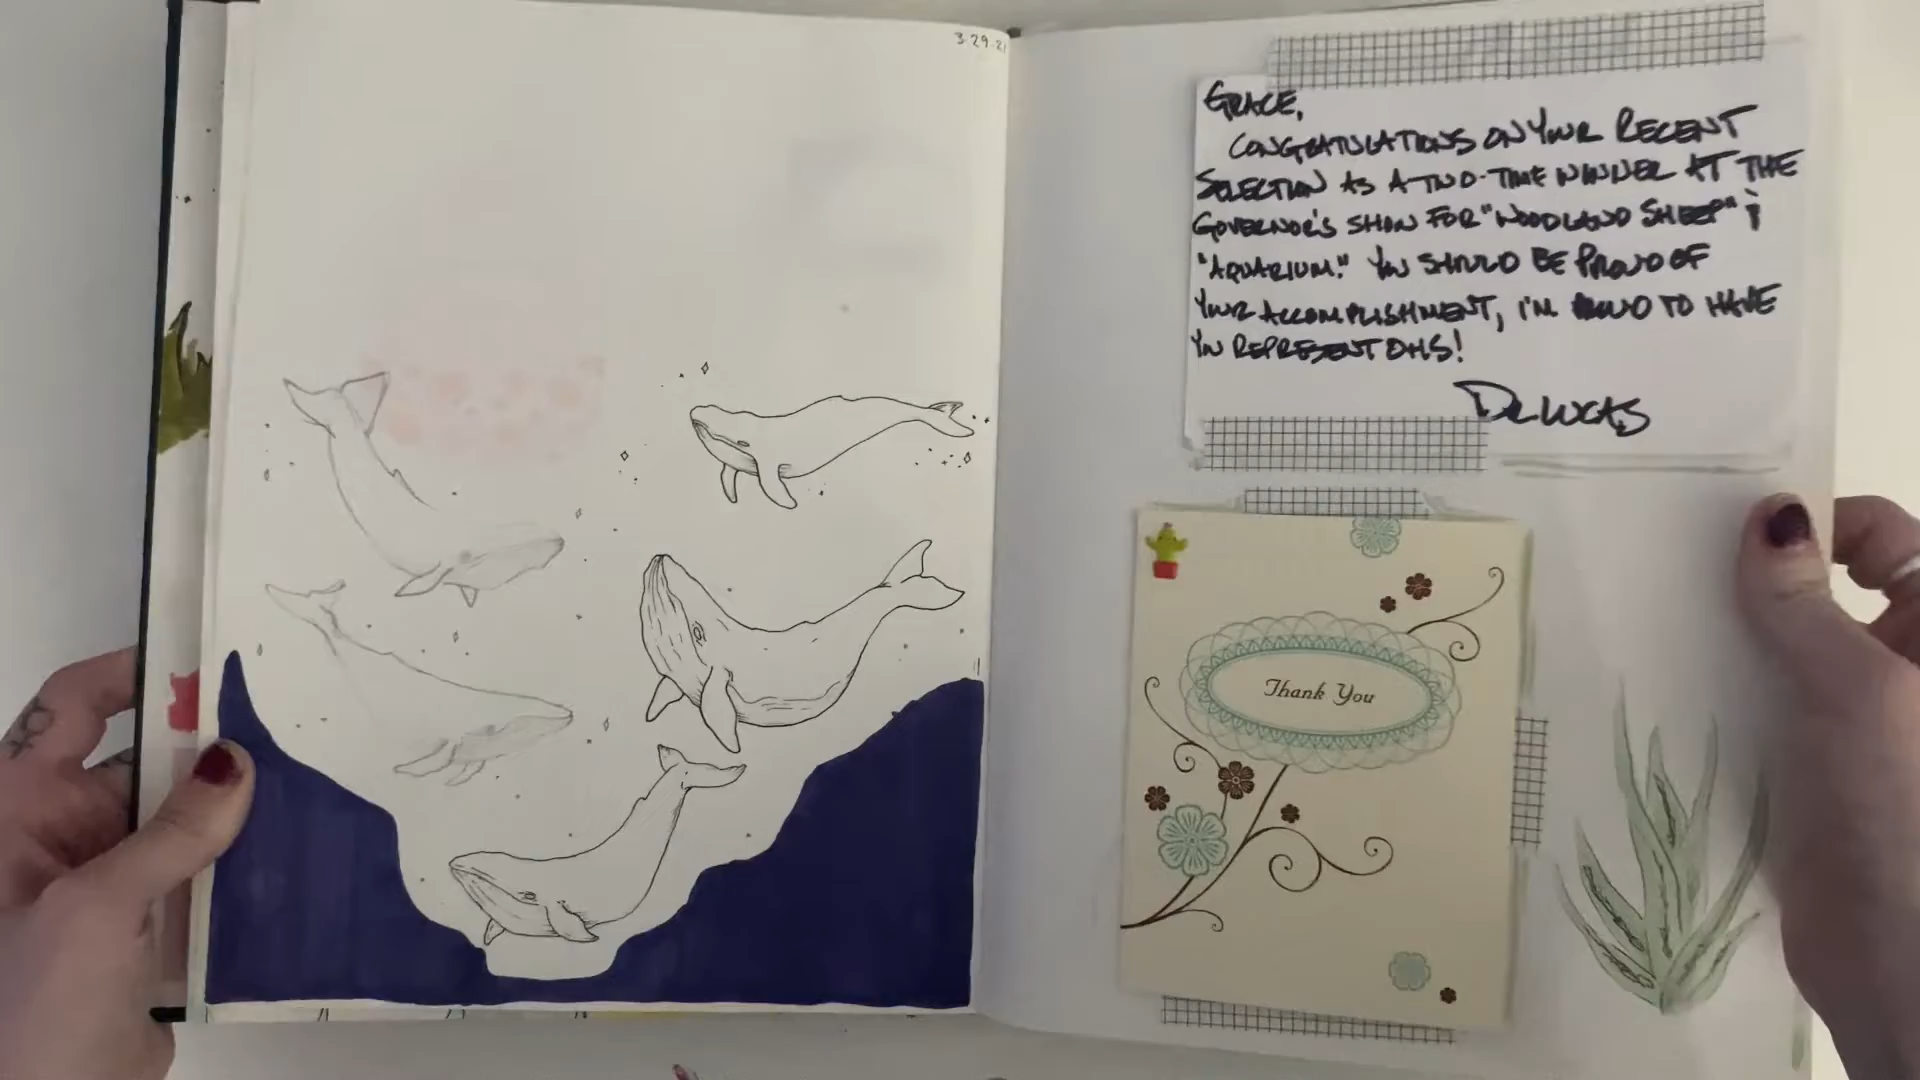 3.29.21
GRACE,
CONGRATULATIONS ON YOUR RECENT
SELECTION AS A TWO-TIME WINNER AT THE
GOVERNOR'S SHOW FOR "WOODLAND SHEEP" &
"AQUARIUM." YOU SHOULD BE PROUD OF
YOUR ACCOMPLISHMENT, I'M TO HAVE
YOU REPRESENT OHS!
DR LUCAS
Thank You